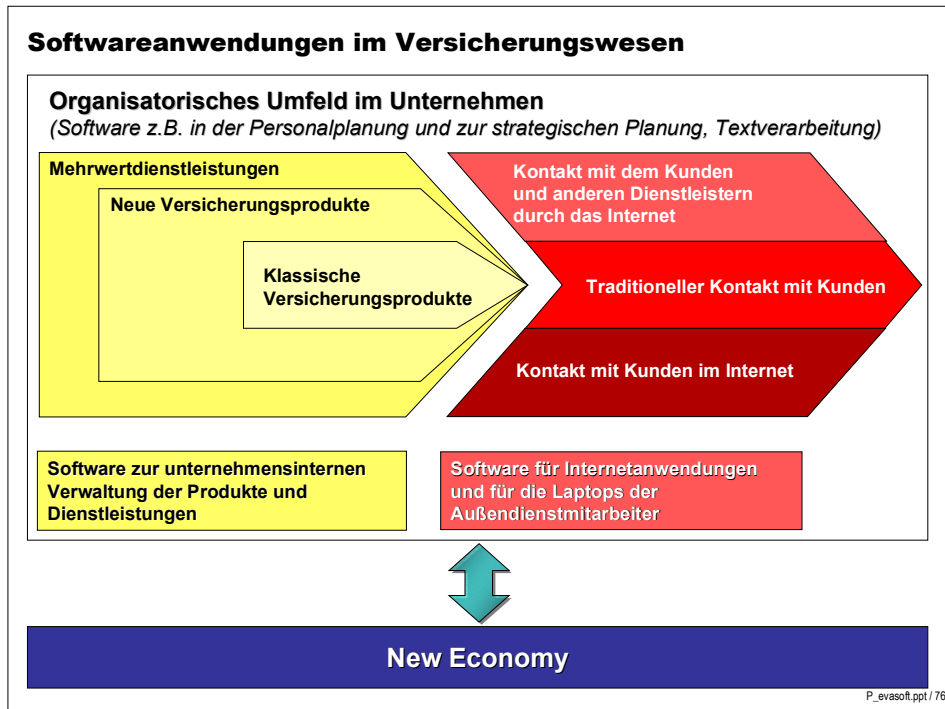 Softwareanwendungen im Versicherungswesen
Organisatorisches Umfeld im Unternehmen
(Software z.B. in der Personalplanung und zur strategischen Planung, Textverarbeitung)
Mehrwertdienstleistungen
Neue Versicherungsprodukte
Klassische
Versicherungsprodukte
Kontakt mit dem Kunden
und anderen Dienstleistern
durch das Internet
Traditioneller Kontakt mit Kunden
Kontakt mit Kunden im Internet
Software zur unternehmensinternen
Verwaltung der Produkte und
Dienstleistungen
Software für Internetanwendungen
und für die Laptops der
Außendienstmitarbeiter
New Economy
P_evasoft.ppt / 76